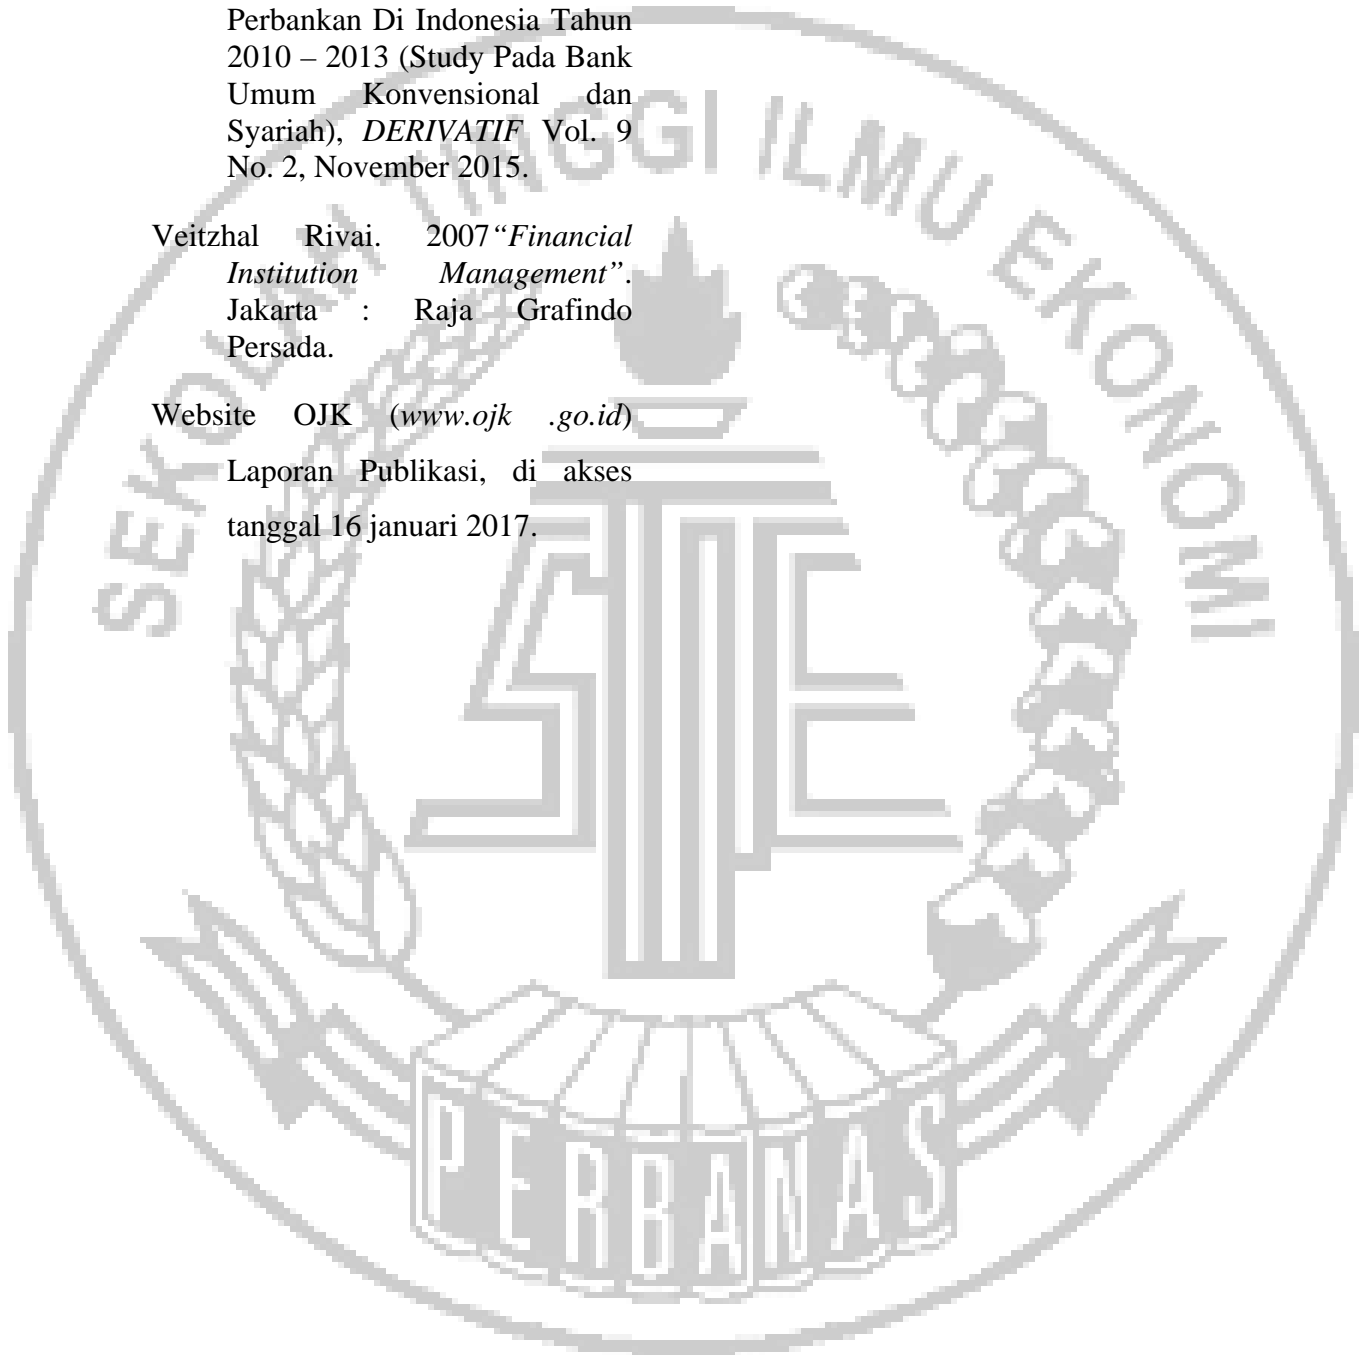 Perbankan Di Indonesia Tahun
2010 – 2013 (Study Pada Bank
Umum Konvensional dan
Syariah), DERIVATIF Vol. 9
No. 2, November 2015.
Veitzhal Rivai. 2007“Financial
Institution Management”.
Jakarta : Raja Grafindo
Persada.
Website OJK (www.ojk .go.id)
Laporan Publikasi, di akses
tanggal 16 januari 2017.
SEKOLAH TINGGI ILMU EKONOMI
STIE
PERBANAS